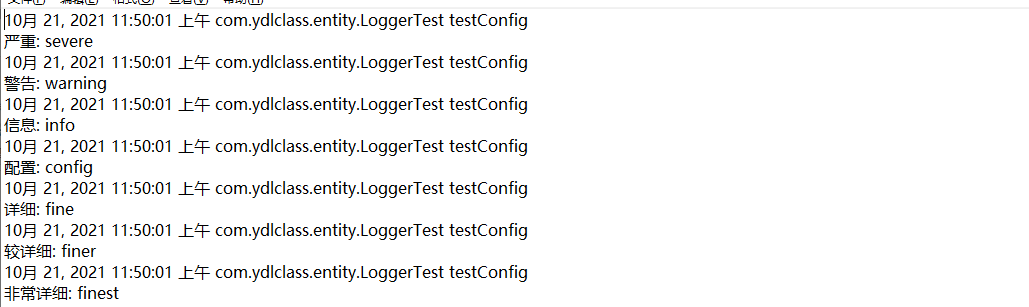 10月 21, 2021 11:50:01 上午 com.ydlclass.entity.LoggerTest testConfig
严重: severe
10月 21, 2021 11:50:01 上午 com.ydlclass.entity.LoggerTest testConfig
警告: warning
10月 21, 2021 11:50:01 上午 com.ydlclass.entity.LoggerTest testConfig
信息: info
10月 21, 2021 11:50:01 上午 com.ydlclass.entity.LoggerTest testConfig
配置: config
10月 21, 2021 11:50:01 上午 com.ydlclass.entity.LoggerTest testConfig
详细: fine
10月 21, 2021 11:50:01 上午 com.ydlclass.entity.LoggerTest testConfig
较详细: finer
10月 21, 2021 11:50:01 上午 com.ydlclass.entity.LoggerTest testConfig
非常详细: finest